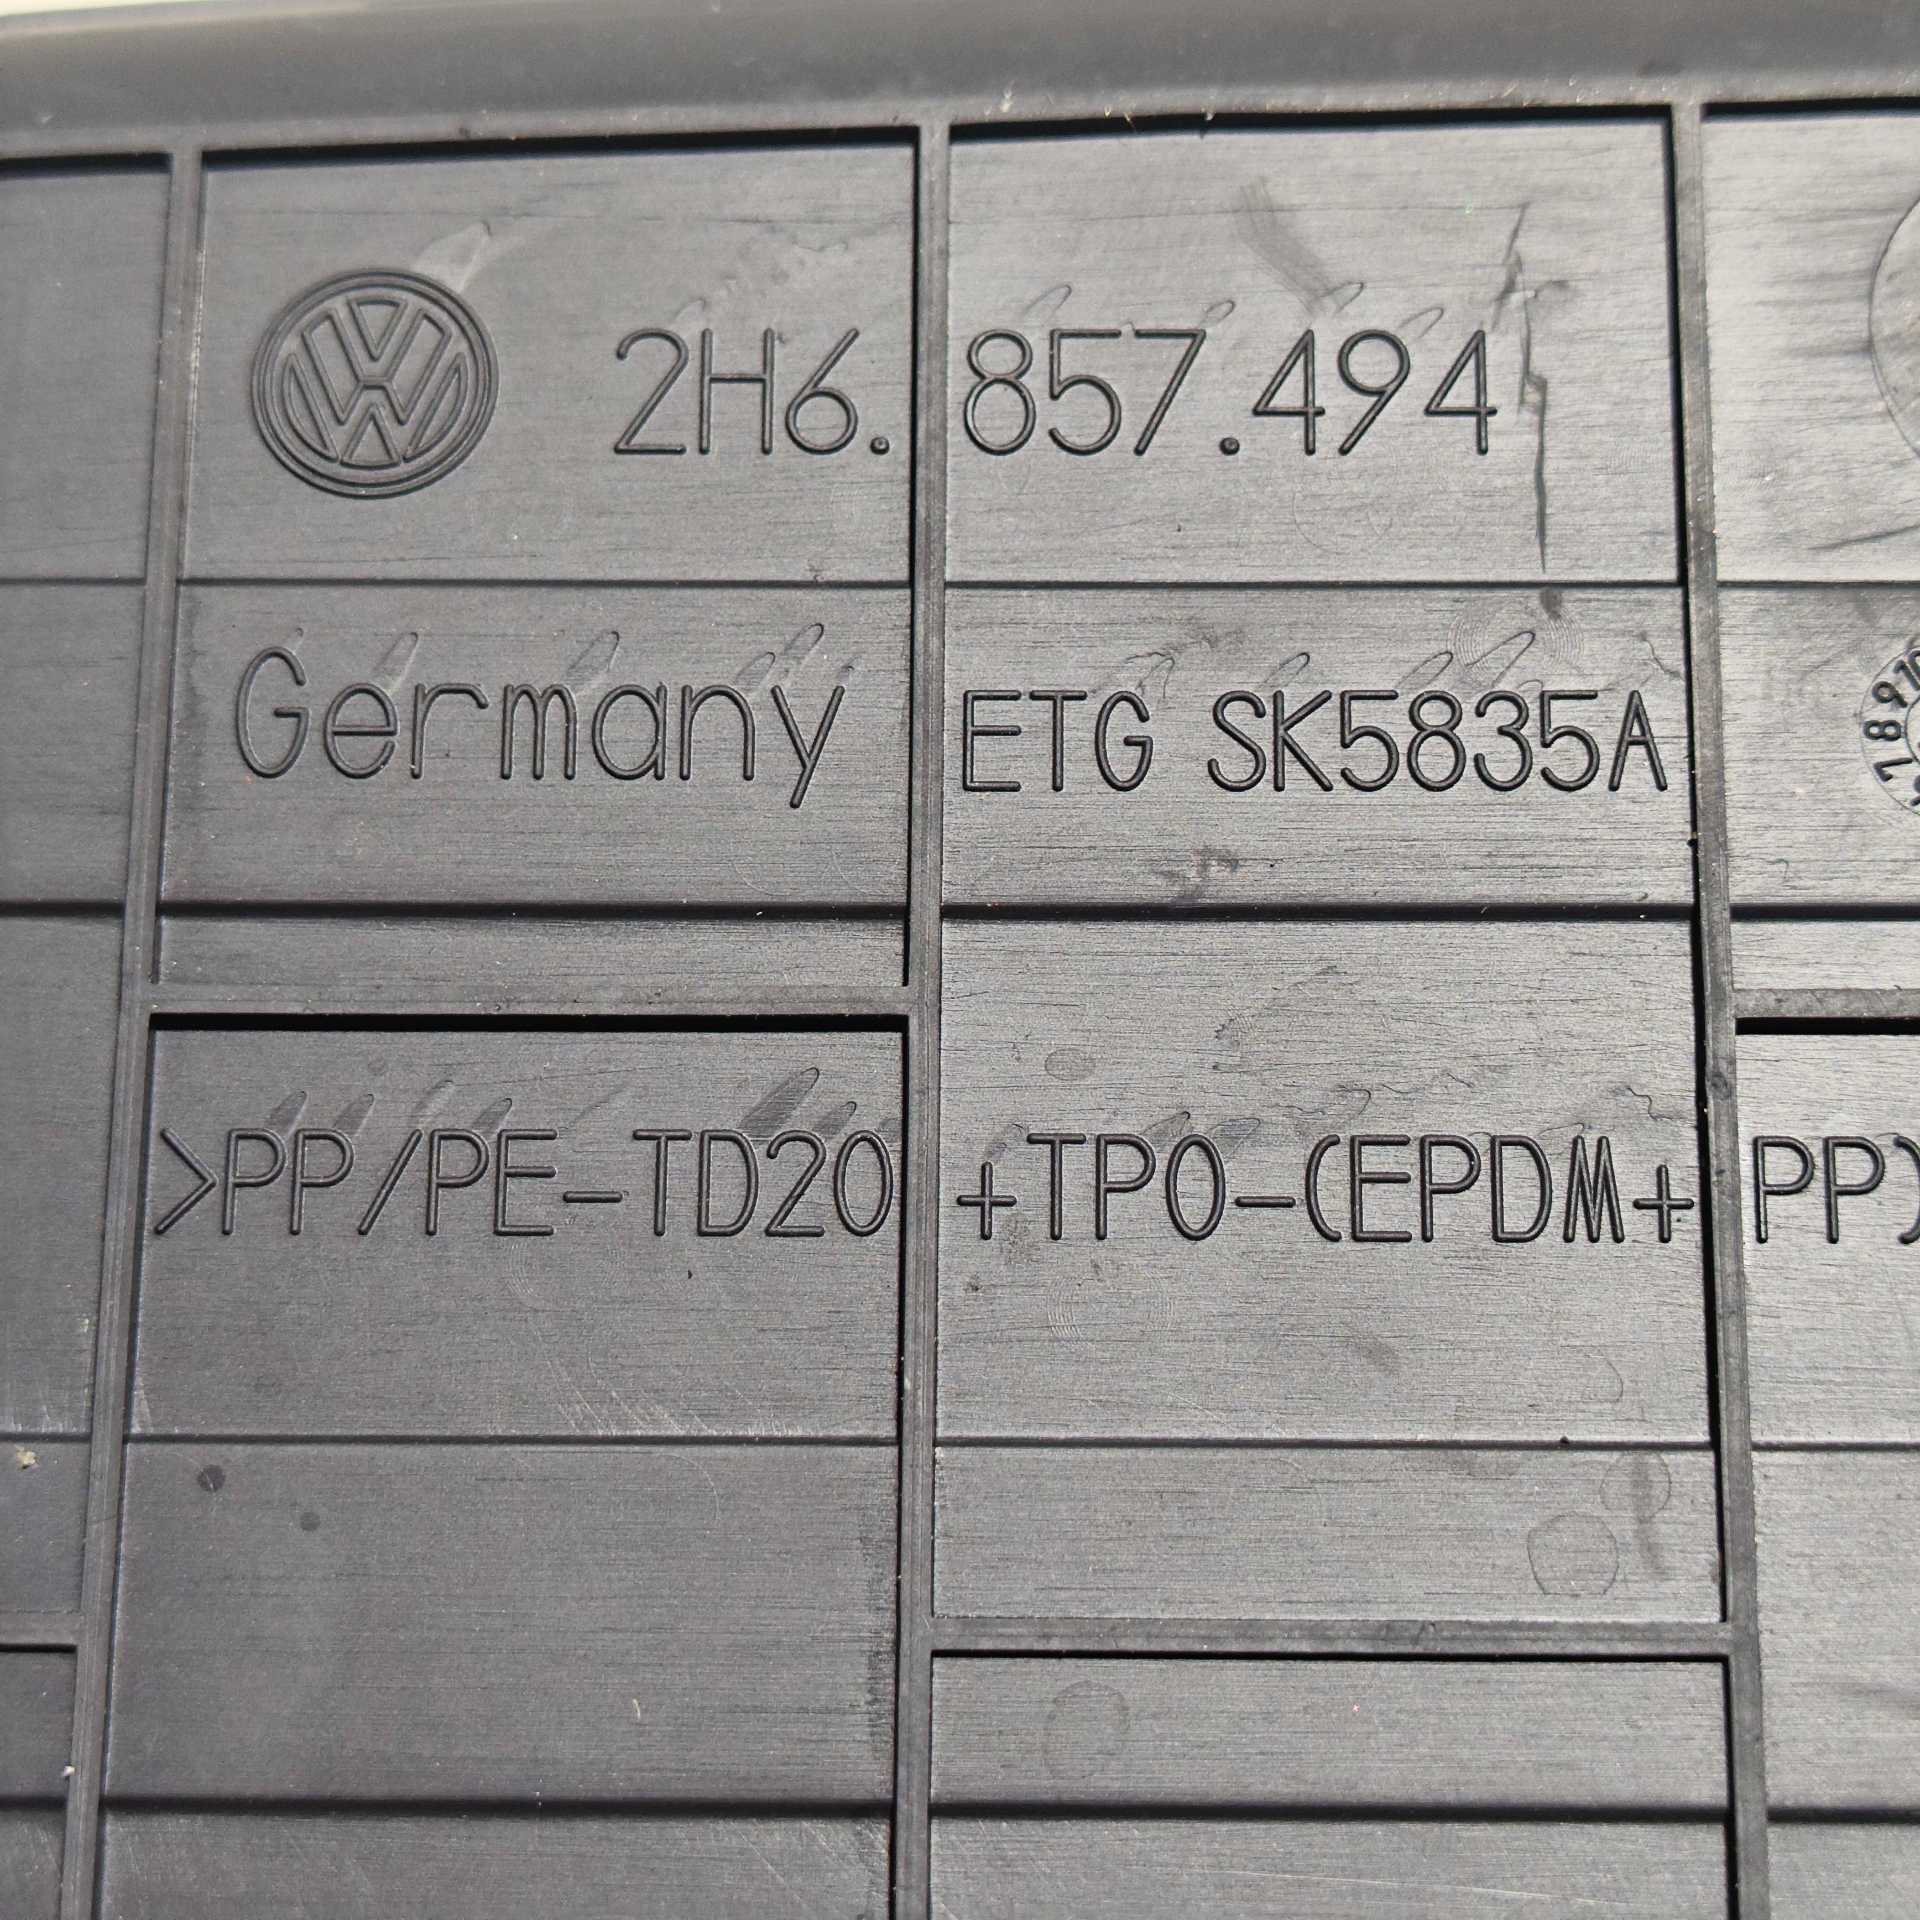 2H6.857.494
Germany ETG SK5835A
>PP/PE-TD20+TPO-(EPDM+PP)